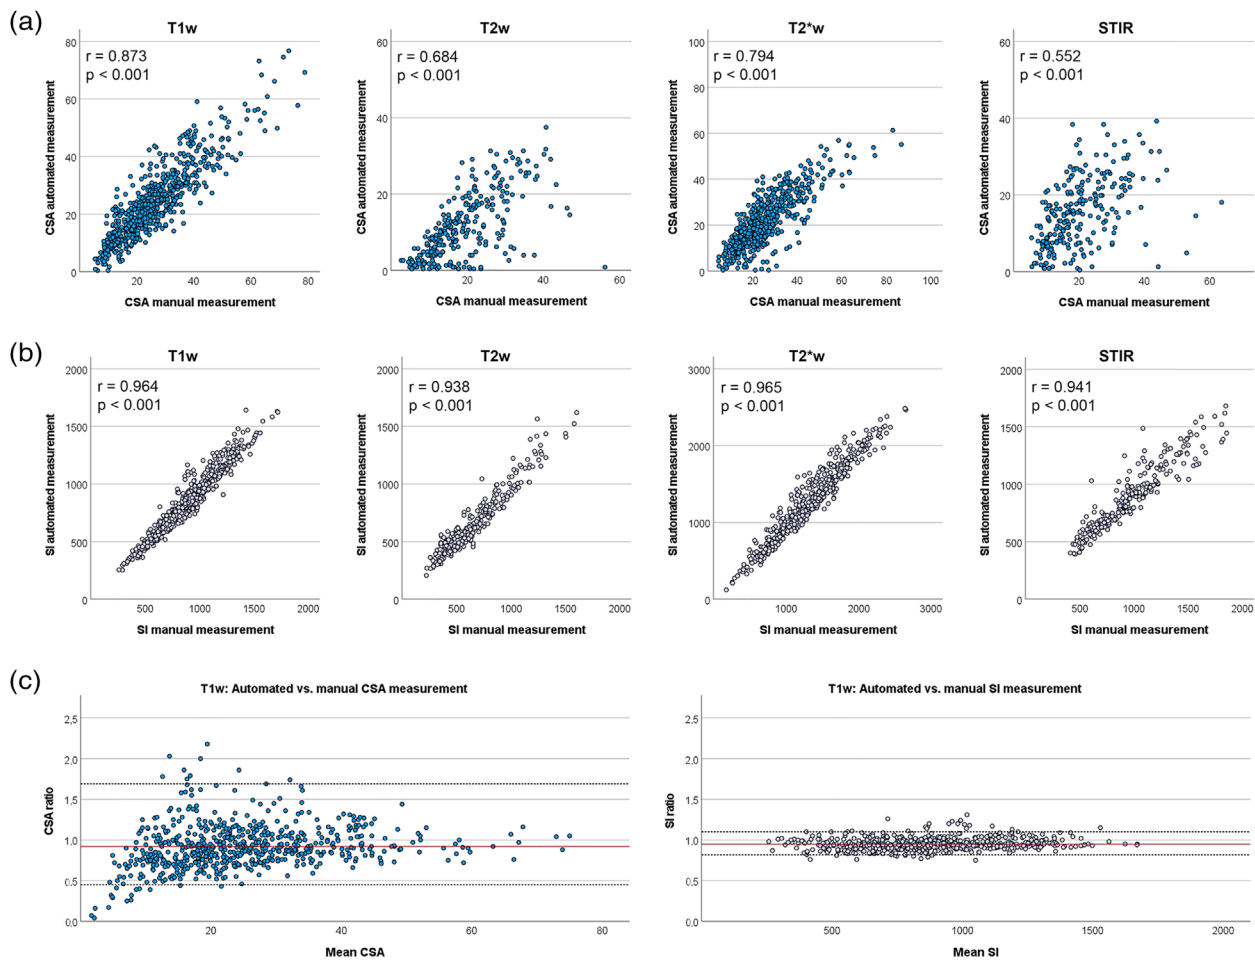 (a)
T1w
T2w
T2*w
STIR
r = 0.873
p < 0.001
r = 0.684
p < 0.001
r = 0.794
p < 0.001
r = 0.552
p < 0.001
CSA automated measurement
80
60
40
20
0
20 40 60 80
CSA manual measurement
CSA automated measurement
60
40
20
0
20 40 60
CSA manual measurement
CSA automated measurement
100
80
60
40
20
0
20 40 60 80 100
CSA manual measurement
CSA automated measurement
60
40
20
0
20 40 60
CSA manual measurement
(b)
T1w
T2w
T2*w
STIR
r = 0.964
p < 0.001
r = 0.938
p < 0.001
r = 0.965
p < 0.001
r = 0.941
p < 0.001
SI automated measurement
2000
1500
1000
500
0
500 1000 1500 2000
SI manual measurement
SI automated measurement
2000
1500
1000
500
0
500 1000 1500 2000
SI manual measurement
SI automated measurement
3000
2000
1000
0
1000 2000 3000
SI manual measurement
SI automated measurement
2000
1500
1000
500
0
500 1000 1500 2000
SI manual measurement
(c)
T1w: Automated vs. manual CSA measurement
CSA ratio
2,5
2,0
1,5
1,0
0,5
0,0
20 40 60 80
Mean CSA
T1w: Automated vs. manual SI measurement
SI ratio
2,5
2,0
1,5
1,0
0,5
0,0
500 1000 1500 2000
Mean SI